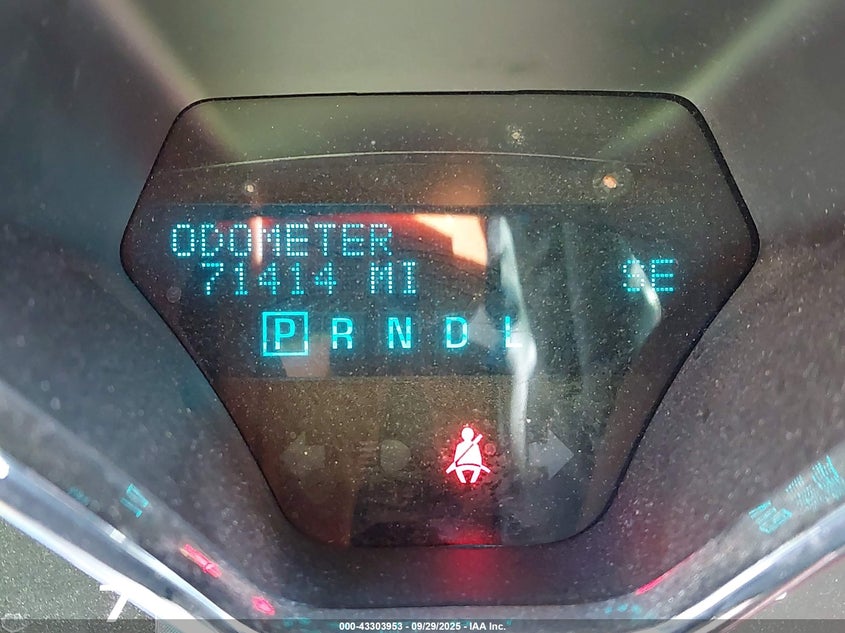 ODOMETER
71414 MI SE
P R N D L
000-43303953 - 09/29/2025 - IAA Inc.